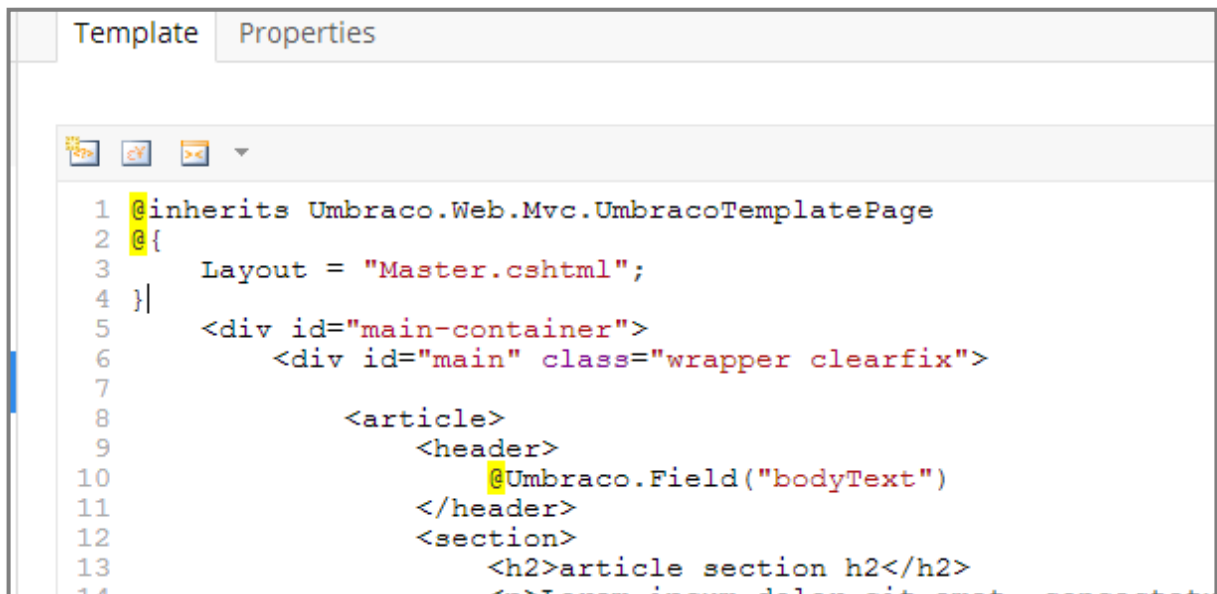 Template Properties
1 @inherits Umbraco.Web.Mvc.UmbracoTemplatePage
2 @{
3     Layout = "Master.cshtml";
4 }
5     <div id="main-container">
6         <div id="main" class="wrapper clearfix">
7
8             <article>
9                 <header>
10                     @Umbraco.Field("bodyText")
11                 </header>
12                 <section>
13                     <h2>article section h2</h2>